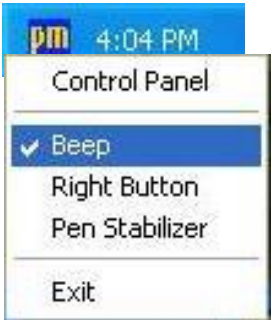 pm 4:04 PM
Control Panel
Beep
Right Button
Pen Stabilizer
Exit